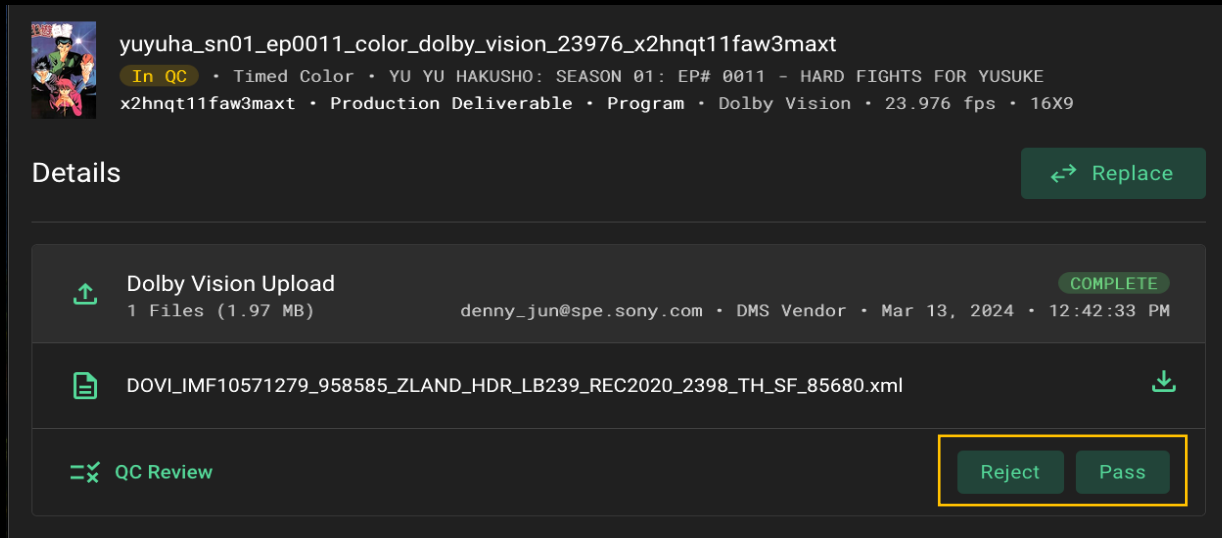 yuyuha_sn01_ep0011_color_dolby_vision_23976_x2hnqt11faw3maxt
In QC • Timed Color • YU YU HAKUSHO: SEASON 01: EP# 0011 - HARD FIGHTS FOR YUSUKE
x2hnqt11faw3maxt • Production Deliverable • Program • Dolby Vision • 23.976 fps • 16X9
Details
Replace
Dolby Vision Upload
COMPLETE
1 Files (1.97 MB)
denny_jun@spe.sony.com • DMS Vendor • Mar 13, 2024 • 12:42:33 PM
DOVI_IMF10571279_958585_ZLAND_HDR_LB239_REC2020_2398_TH_SF_85680.xml
QC Review
Reject
Pass